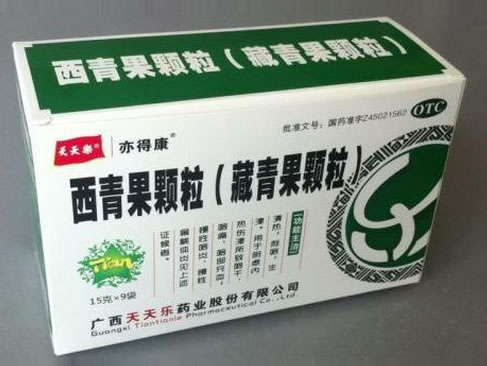 西青果颗粒（藏青果颗粒）
批准文号：国药准字Z45021562
OTC
天天乐®
亦得康®
西青果颗粒（藏青果颗粒）
【功能主治】
清热，利咽，生
津。用于阴虚内
热伤津所致咽干、
咽痛、咽部充血；
慢性咽炎、慢性
扁桃体炎见上述
证候者。
Tian
15克×9袋
广西天天乐药业股份有限公司
Guangxi Tiantianle Pharmaceutical Co., Ltd.